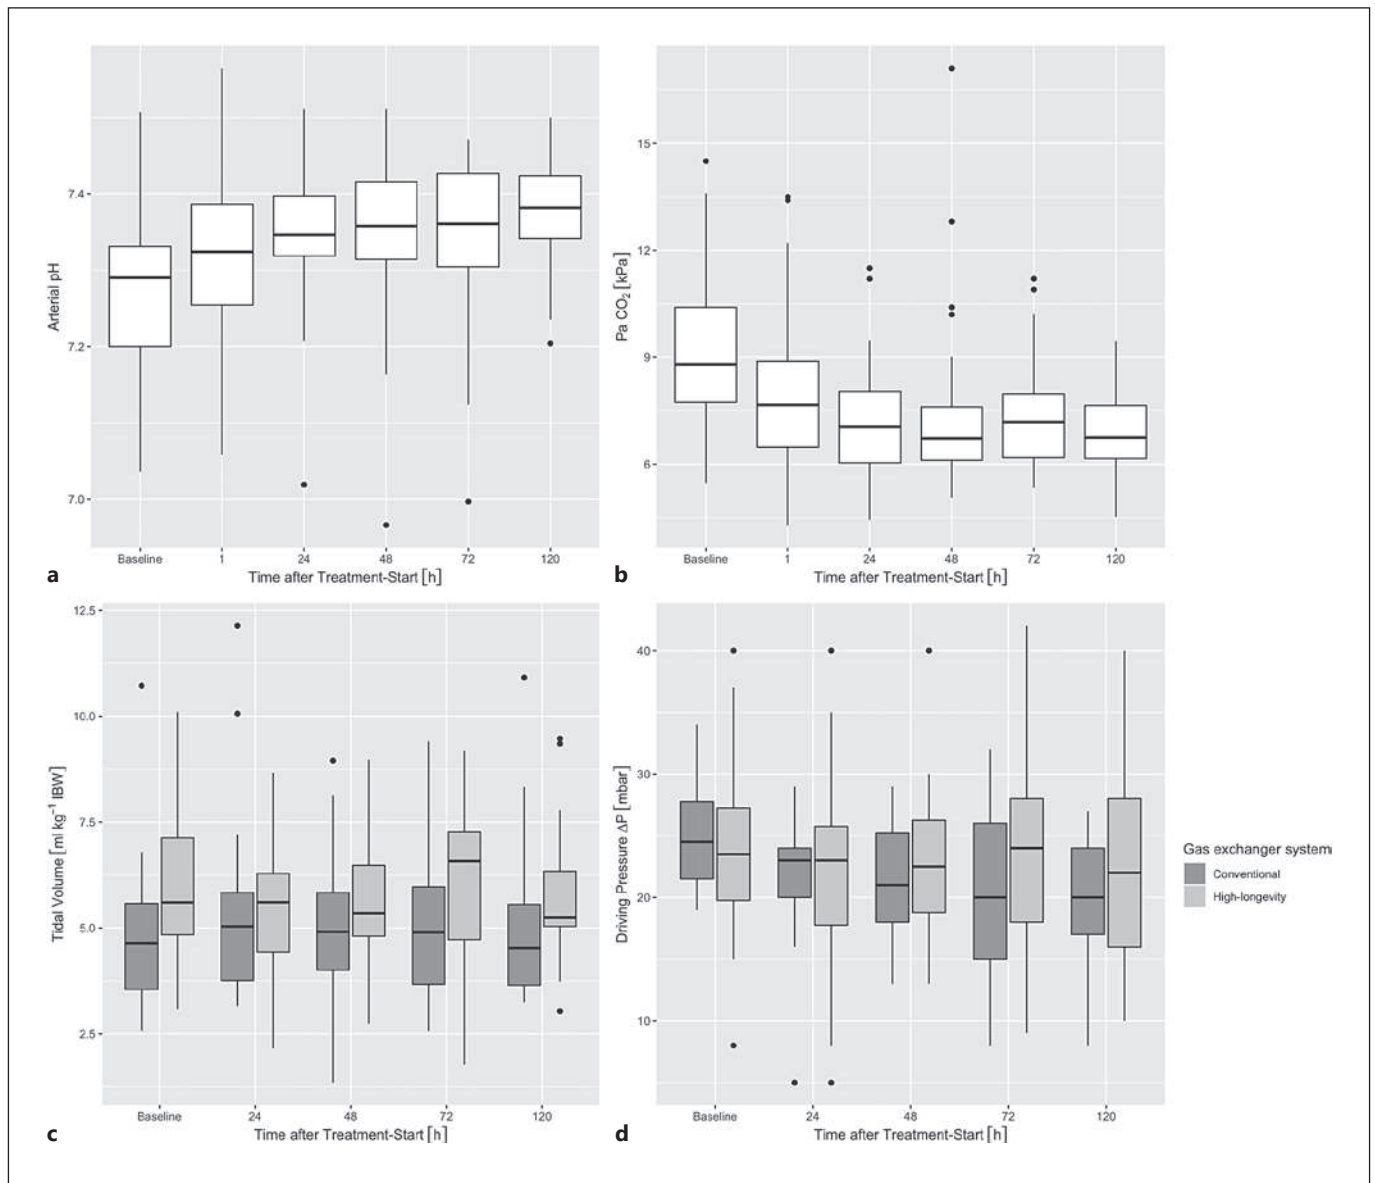 7.4
7.2
7.0
Arterial pH
Baseline 1 24 48 72 120
Time after Treatment-Start [h]
a
15
12
9
6
Pa CO₂ [kPa]
Baseline 1 24 48 72 120
Time after Treatment-Start [h]
b
12.5
10.0
7.5
5.0
2.5
Tidal Volume [ml kg⁻¹ IBW]
Baseline 24 48 72 120
Time after Treatment-Start [h]
c
40
30
20
10
Driving Pressure ΔP [mbar]
Baseline 24 48 72 120
Time after Treatment-Start [h]
d
Gas exchanger system
Conventional
High-longevity